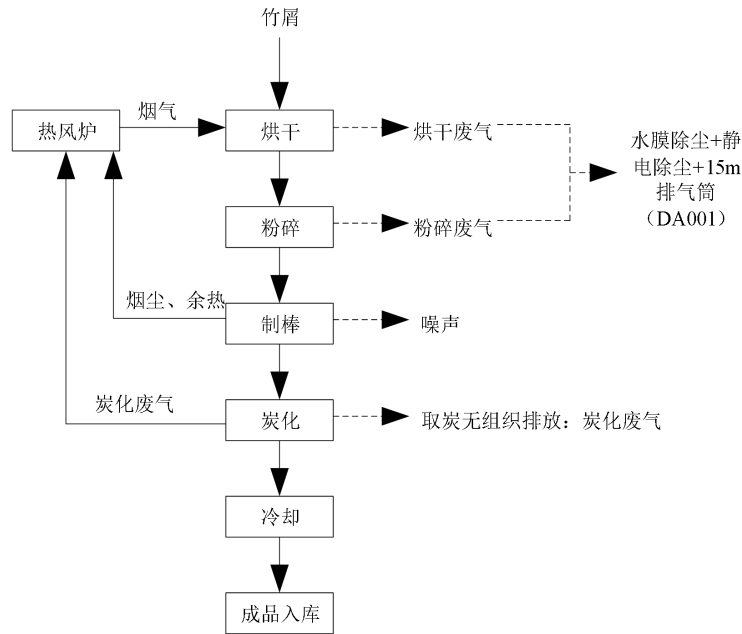 竹屑
烟气
热风炉
烘干
烘干废气
水膜除尘+静
电除尘+15m
排气筒
（DA001）
粉碎
粉碎废气
烟尘、余热
制棒
噪声
炭化废气
炭化
取炭无组织排放：炭化废气
冷却
成品入库